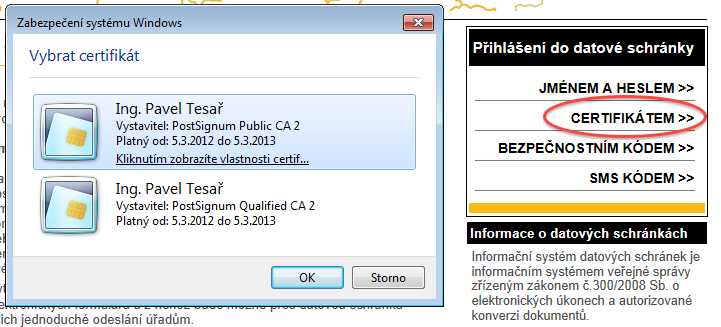 Zabezpečení systému Windows
Vybrat certifikát
Ing. Pavel Tesař
Vystavitel: PostSignum Public CA 2
Platný od: 5.3.2012 do 5.3.2013
Kliknutím zobrazíte vlastnosti certif...
Ing. Pavel Tesař
Vystavitel: PostSignum Qualified CA 2
Platný od: 5.3.2012 do 5.3.2013
OK
Storno
ich jednoduché odeslání úřadům.
Přihlášení do datové schránky
JMÉNEM A HESLEM >>
CERTIFIKÁTEM >>
BEZPEČNOSTNÍM KÓDEM >>
SMS KÓDEM >>
Informace o datových schránkách
Informační systém datových schránek je
informačním systémem veřejné správy
zřízeným zákonem č.300/2008 Sb. o
elektronických úkonech a autorizované
konverzi dokumentů.